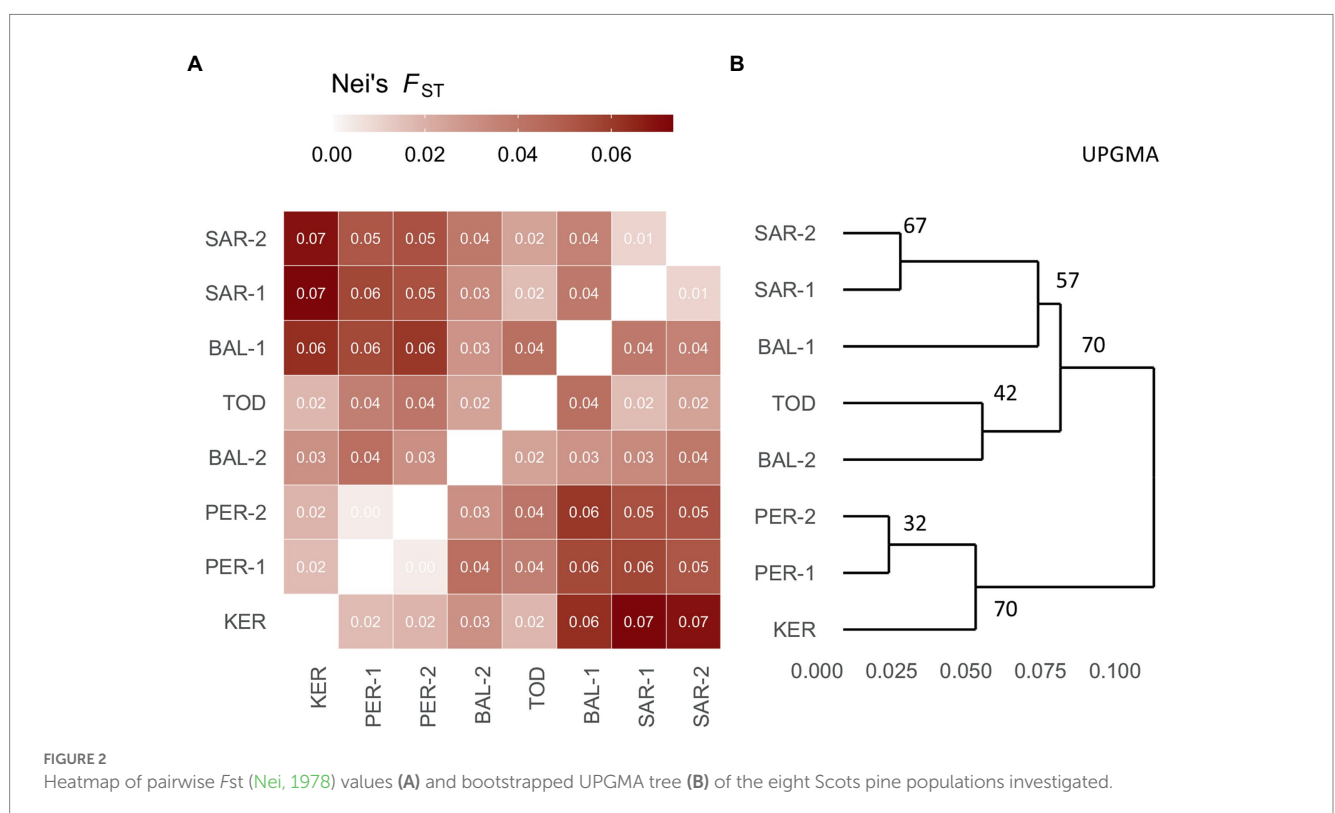 A
Nei's FST
0.00 0.02 0.04 0.06
SAR-2 0.07 0.05 0.05 0.04 0.02 0.04 0.01
SAR-1 0.07 0.06 0.05 0.03 0.02 0.04 0.01
BAL-1 0.06 0.06 0.06 0.03 0.04 0.04 0.04
TOD 0.02 0.04 0.04 0.02 0.04 0.02 0.02
BAL-2 0.03 0.04 0.03 0.02 0.03 0.03 0.04
PER-2 0.02 0.00 0.03 0.04 0.06 0.05 0.05
PER-1 0.02 0.00 0.04 0.04 0.06 0.06 0.05
KER 0.02 0.02 0.03 0.02 0.06 0.07 0.07
KER PER-1 PER-2 BAL-2 TOD BAL-1 SAR-1 SAR-2
B
UPGMA
SAR-2 67
SAR-1 57
BAL-1 70
TOD 42
BAL-2
PER-2 32
PER-1
KER 70
0.000 0.025 0.050 0.075 0.100
FIGURE 2
Heatmap of pairwise Fst (Nei, 1978) values (A) and bootstrapped UPGMA tree (B) of the eight Scots pine populations investigated.